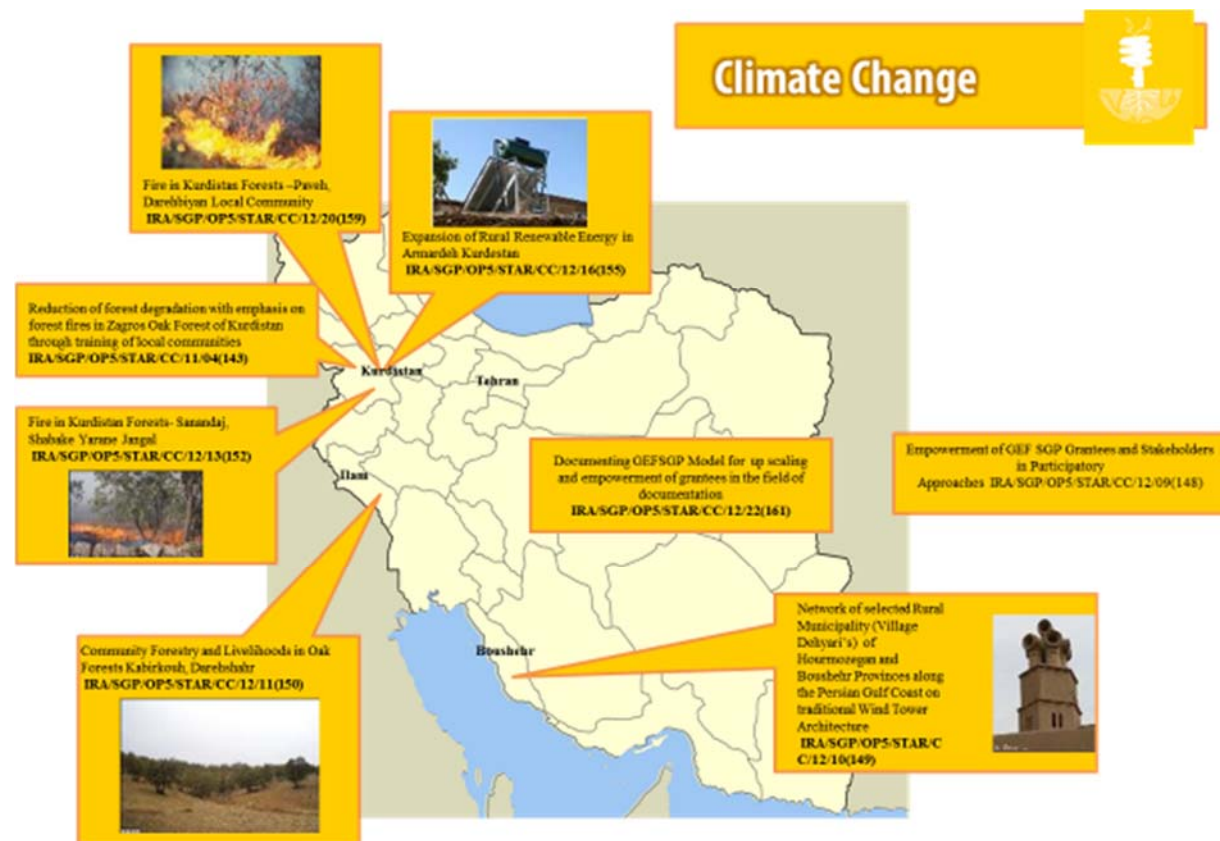 Climate Change
Fire in Kurdistan Forests –Paveh,
Darehbiyan Local Community
IRA/SGP/OP5/STAR/CC/12/20(159)
Expansion of Rural Renewable Energy in
Armardeh Kurdestan
IRA/SGP/OP5/STAR/CC/12/16(155)
Reduction of forest degradation with emphasis on
forest fires in Zagros Oak Forest of Kurdistan
through training of local communities
IRA/SGP/OP5/STAR/CC/11/04(143)
Kurdistan
Tehran
Fire in Kurdistan Forests- Sanandaj,
Shabake Yarane Jangal
IRA/SGP/OP5/STAR/CC/12/13(152)
Ilam
Documenting GEFSGP Model for up scaling
and empowerment of grantees in the field of
documentation
IRA/SGP/OP5/STAR/CC/12/22(161)
Empowerment of GEF SGP Grantees and Stakeholders
in Participatory
Approaches IRA/SGP/OP5/STAR/CC/12/09(148)
Community Forestry and Livelihoods in Oak
Forests Kabirkouh, Darehshahr
IRA/SGP/OP5/STAR/CC/12/11(150)
Boushehr
Network of selected Rural
Municipality (Village
Dehyari's) of
Hourmozegan and
Boushehr Provinces along
the Persian Gulf Coast on
traditional Wind Tower
Architecture
IRA/SGP/OP5/STAR/C
C/12/10(149)